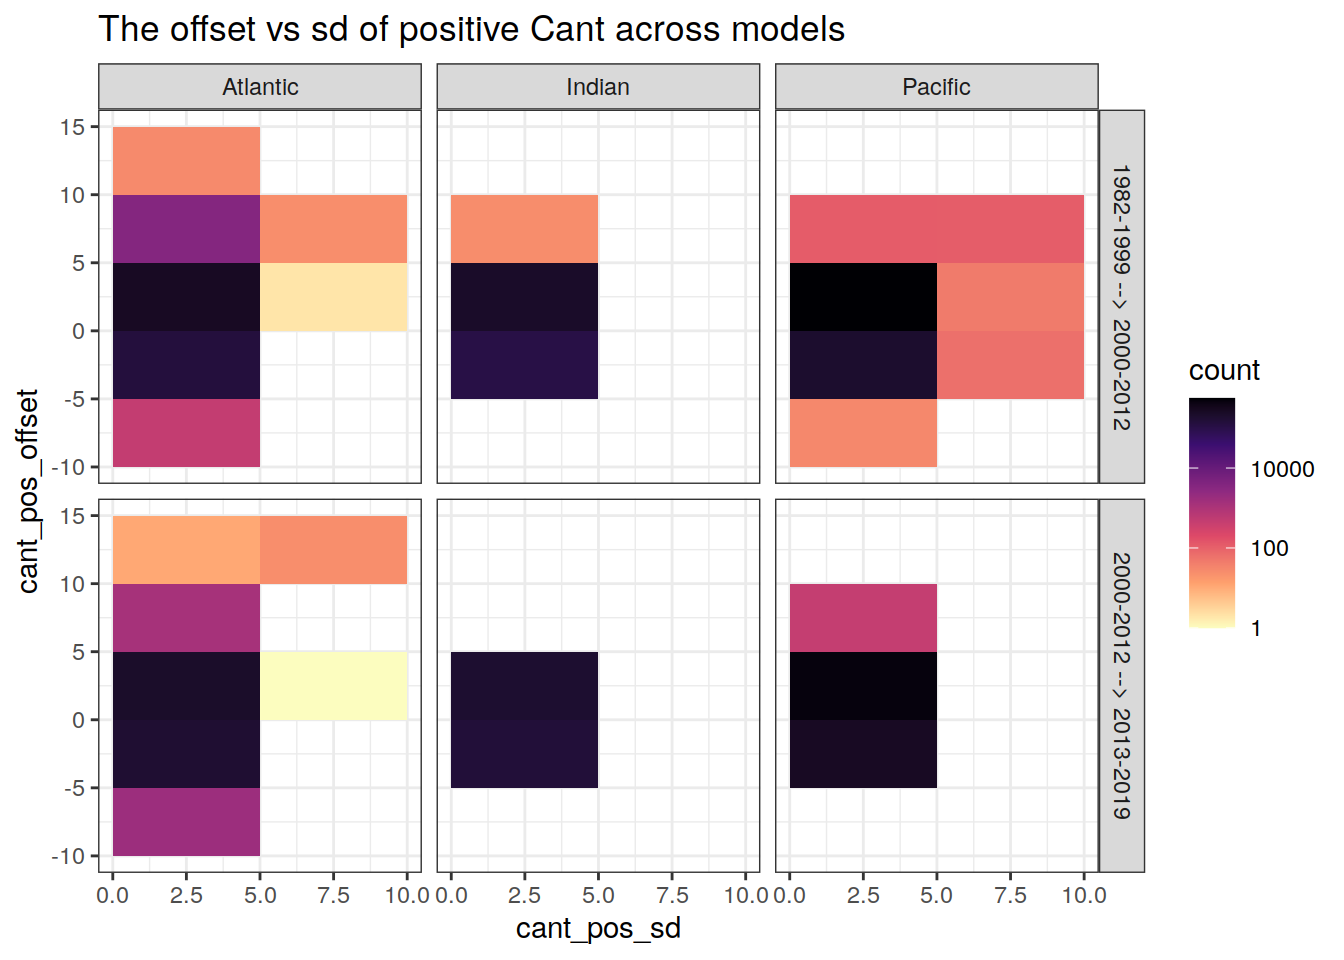 The offset vs sd of positive Cant across models
Atlantic
Indian
Pacific
15
10
5
0
-5
-10
1982-1999 --> 2000-2012
15
10
5
0
-5
-10
2000-2012 --> 2013-2019
cant_pos_offset
0.0 2.5 5.0 7.5 10.0
0.0 2.5 5.0 7.5 10.0
0.0 2.5 5.0 7.5 10.0
cant_pos_sd
count
10000
100
1